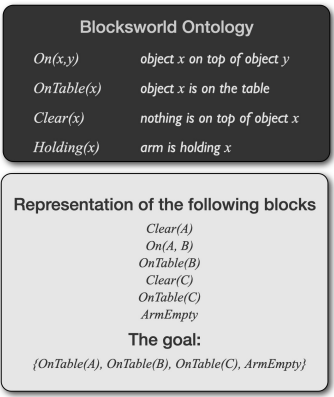 Blocksworld Ontology
On(x,y) object x on top of object y
OnTable(x) object x is on the table
Clear(x) nothing is on top of object x
Holding(x) arm is holding x
Representation of the following blocks
Clear(A)
On(A, B)
OnTable(B)
Clear(C)
OnTable(C)
ArmEmpty
The goal:
{OnTable(A), OnTable(B), OnTable(C), ArmEmpty}